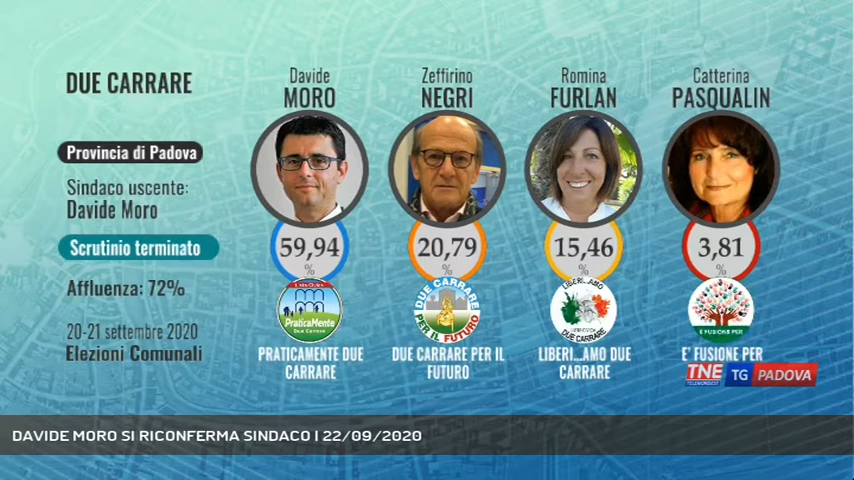 DUE CARRARE
Provincia di Padova
Sindaco uscente:
Davide Moro
Scrutinio terminato
Affluenza: 72%
20-21 settembre 2020
Elezioni Comunali
Davide
MORO
59,94
%
PraticaMente
Due Carrare
PRATICAMENTE DUE
CARRARE
Zeffirino
NEGRI
20,79
%
DUE CARRARE
PER IL FUTURO
DUE CARRARE PER IL
FUTURO
Romina
FURLAN
15,46
%
LIBERI...AMO
DUE CARRARE
LIBERI...AMO DUE
CARRARE
Catterina
PASQUALIN
3,81
%
E FUSIONE PER
E' FUSIONE PER
TNE
TELENORDEST
TG PADOVA
DAVIDE MORO SI RICONFERMA SINDACO | 22/09/2020